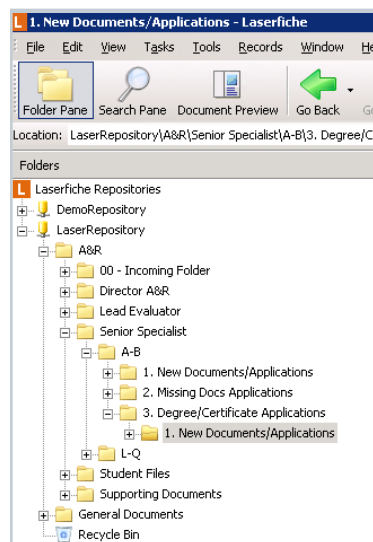 L 1. New Documents/Applications - Laserfiche
File Edit View Tasks Tools Records Window
Folder Pane Search Pane Document Preview Go Back
Location: LaserRepository\A&R\Senior Specialist\A-B\3. Degree/C
Folders
L Laserfiche Repositories
DemoRepository
LaserRepository
A&R
00 - Incoming Folder
Director A&R
Lead Evaluator
Senior Specialist
A-B
1. New Documents/Applications
2. Missing Docs Applications
3. Degree/Certificate Applications
1. New Documents/Applications
L-Q
Student Files
Supporting Documents
General Documents
Recycle Bin